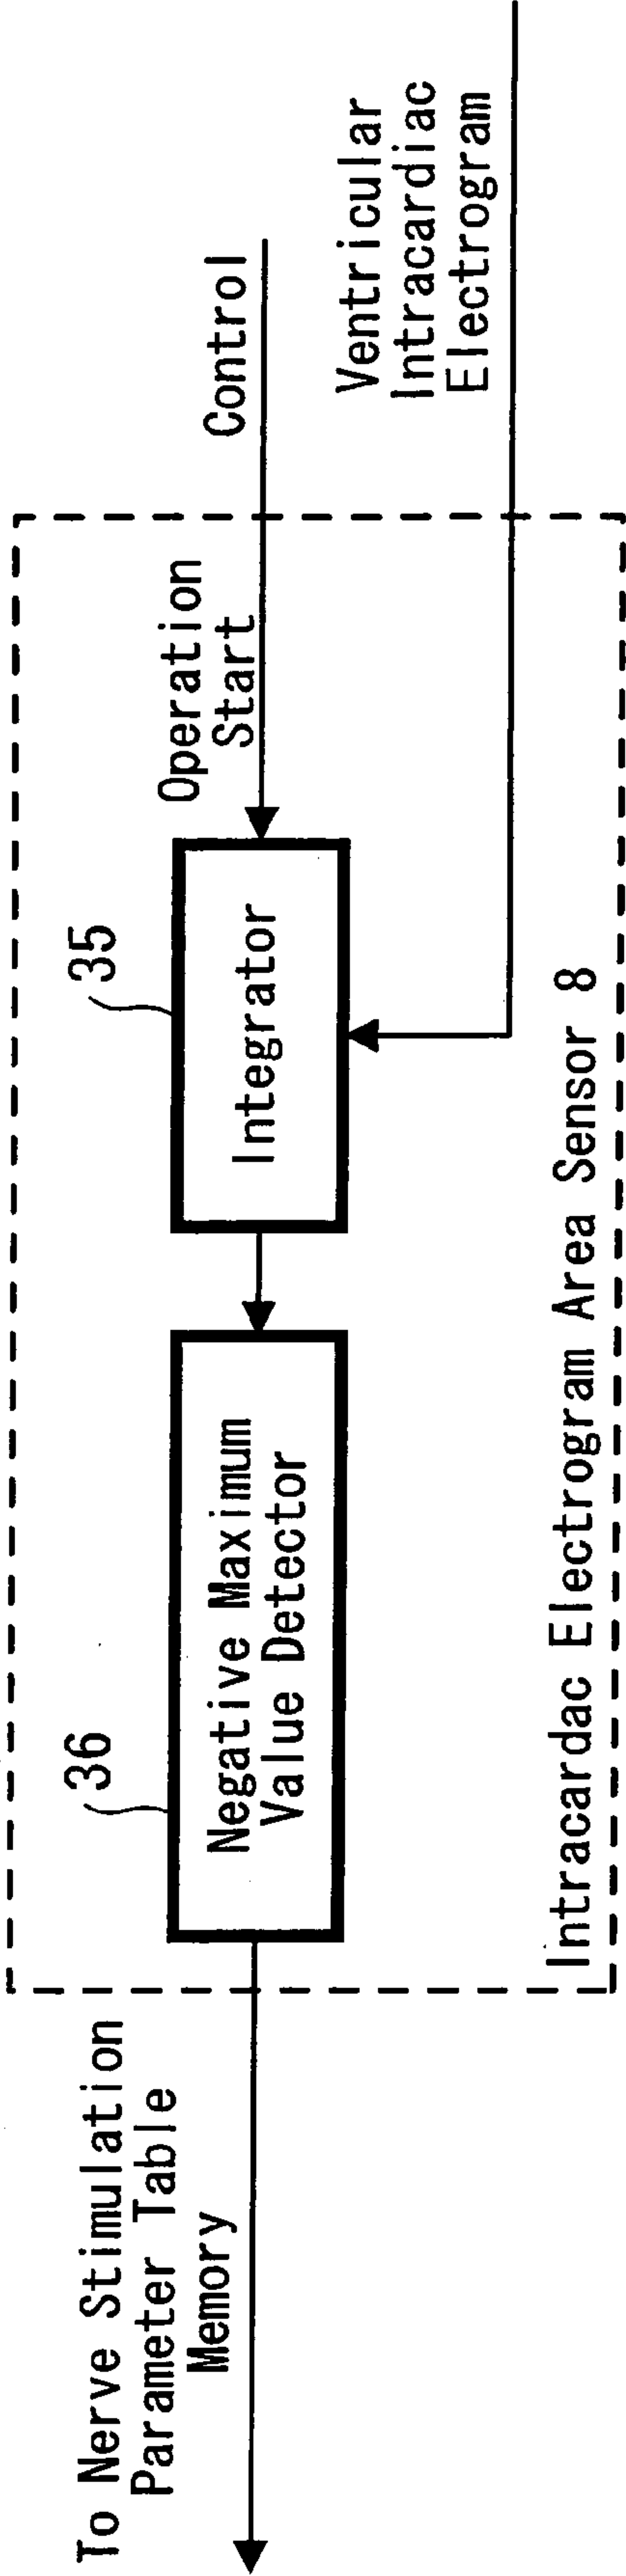 To Nerve Stimulation
Parameter Table
Memory
36
Negative Maximum
Value Detector
35
Integrator
Operation
Start
Control
Ventricular
Intracardiac
Electrogram
Intracardac Electrogram Area Sensor 8